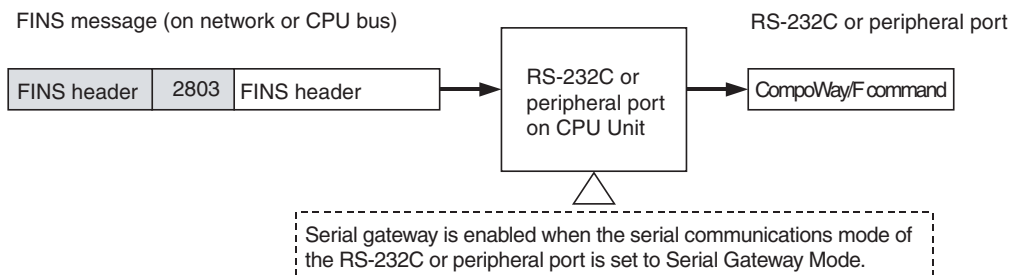 FINS message (on network or CPU bus)
RS-232C or peripheral port
FINS header 2803 FINS header
RS-232C or
peripheral port
on CPU Unit
CompoWay/F command
Serial gateway is enabled when the serial communications mode of
the RS-232C or peripheral port is set to Serial Gateway Mode.